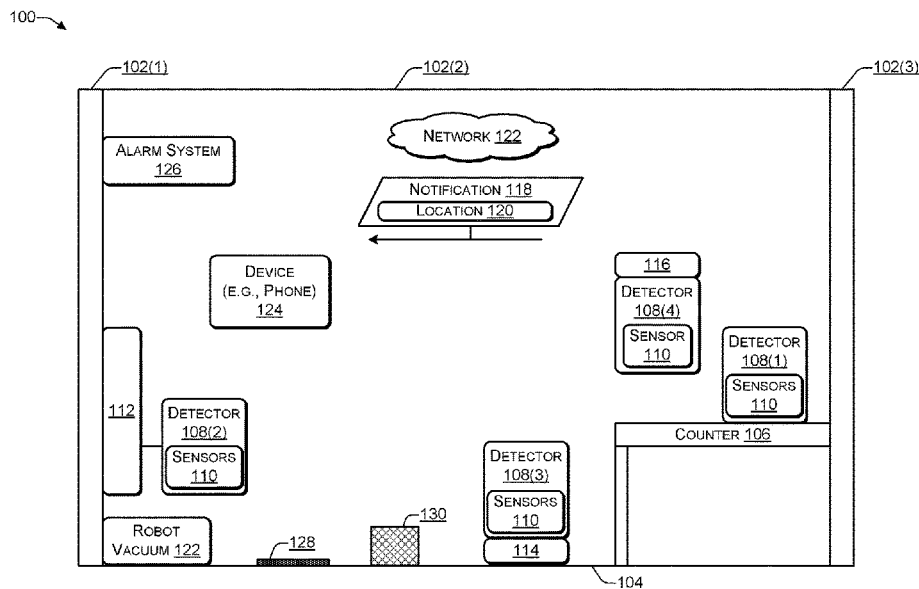 100
102(1)
102(2)
102(3)
NETWORK 122
ALARM SYSTEM
126
NOTIFICATION 118
LOCATION 120
DEVICE
(E.G., PHONE)
124
116
DETECTOR
108(4)
SENSOR
110
DETECTOR
108(1)
SENSORS
110
112
DETECTOR
108(2)
SENSORS
110
COUNTER 106
DETECTOR
108(3)
SENSORS
110
130
ROBOT
VACUUM 122
128
114
104